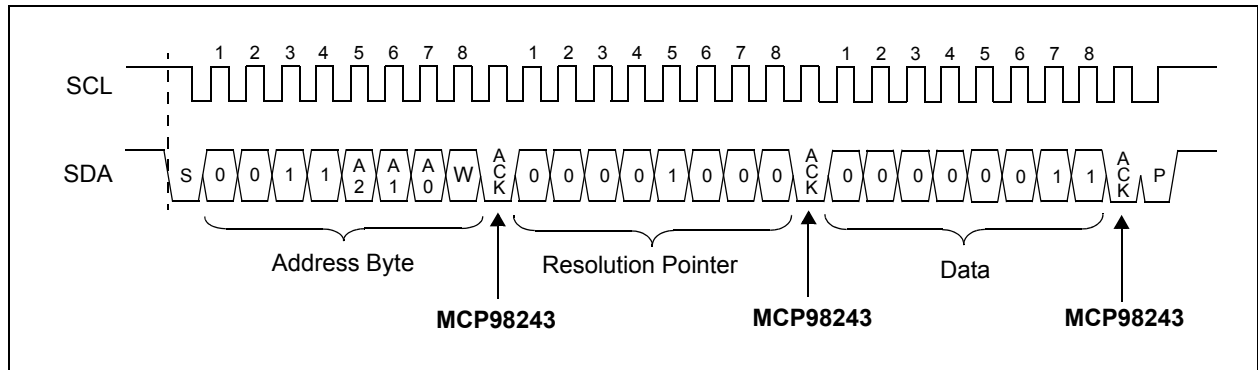 1 2 3 4 5 6 7 8 1 2 3 4 5 6 7 8 1 2 3 4 5 6 7 8
SCL
SDA
S 0 0 1 1 A2 A1 A0 W ACK 0 0 0 0 1 0 0 0 ACK 0 0 0 0 0 0 1 1 ACK P
Address Byte Resolution Pointer Data
MCP98243 MCP98243 MCP98243